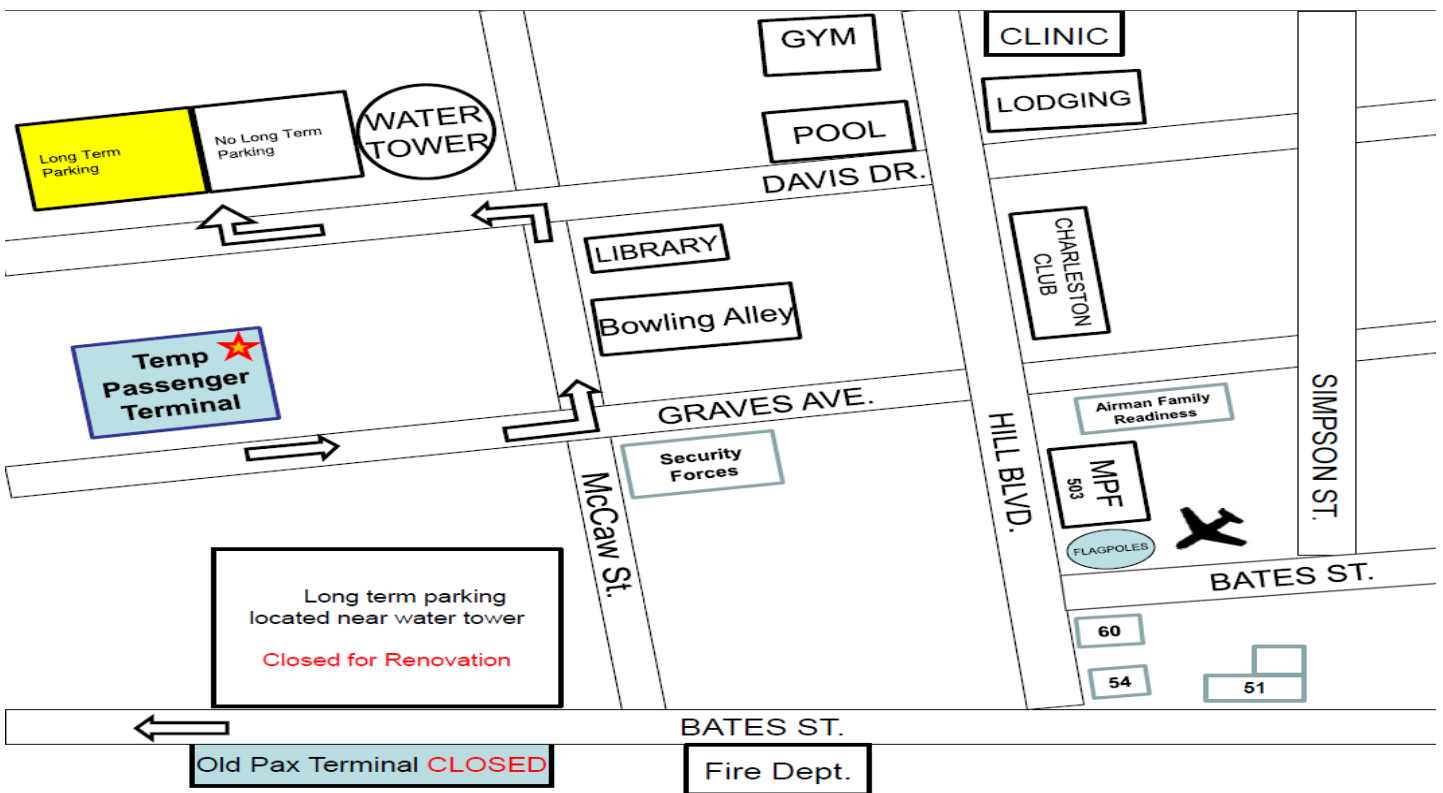 GYM
CLINIC
LODGING
WATER
TOWER
No Long Term
Parking
Long Term
Parking
POOL
DAVIS DR.
CHARLESTON
CLUB
LIBRARY
Bowling Alley
Temp
Passenger
Terminal
GRAVES AVE.
SIMPSON ST.
Airman Family
Readiness
HILL BLVD.
Security
Forces
MPF
503
McCaw St.
FLAGPOLES
BATES ST.
Long term parking
located near water tower
Closed for Renovation
60
54
51
BATES ST.
Old Pax Terminal CLOSED
Fire Dept.